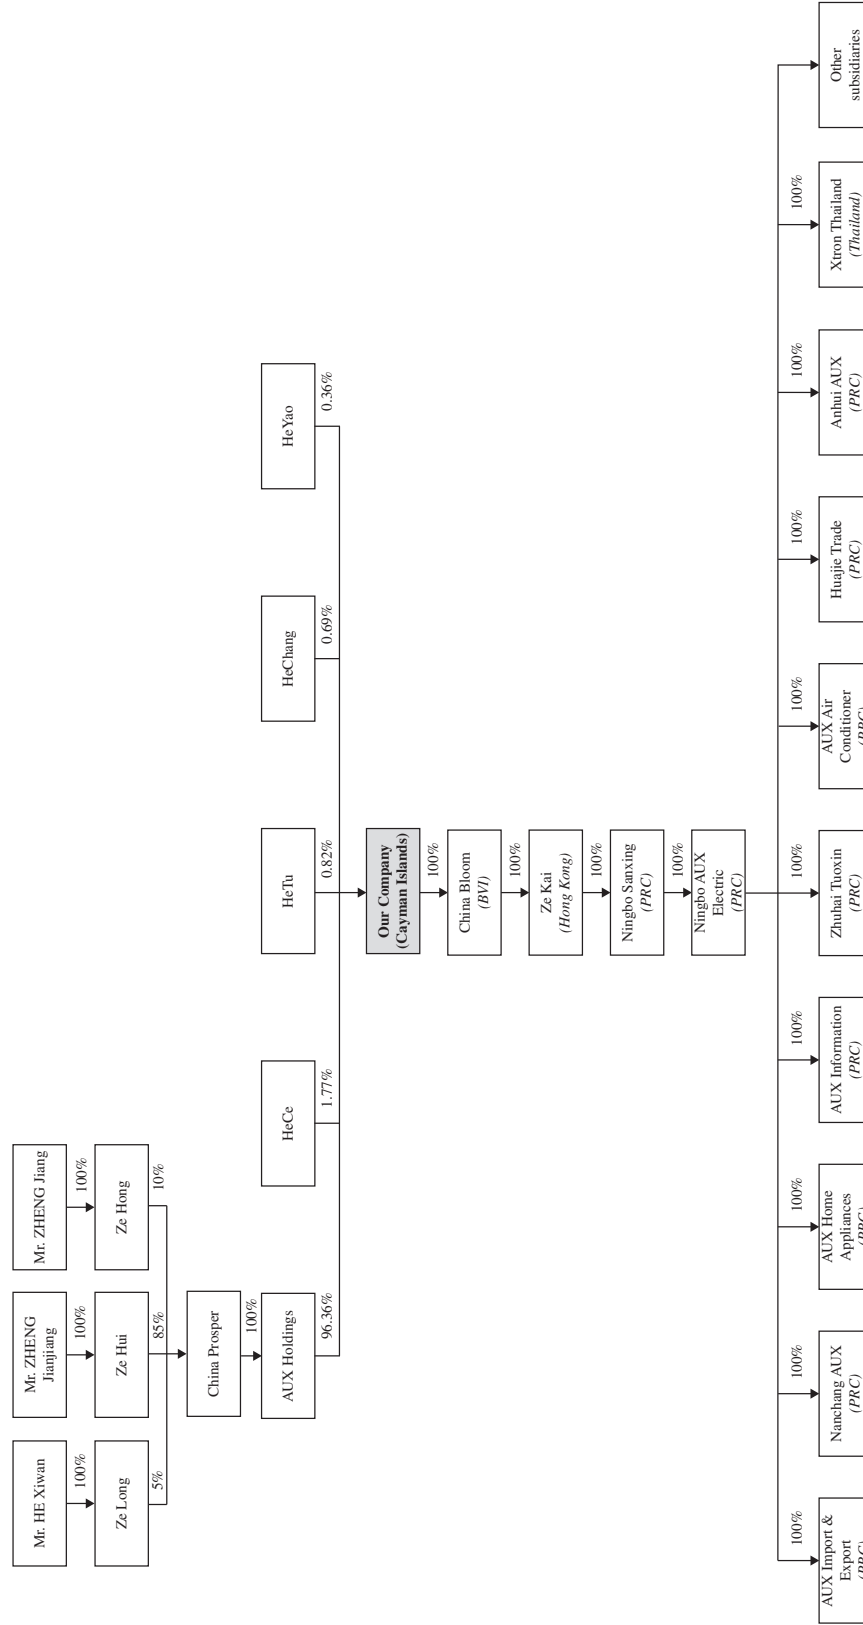 Mr. HE Xiwan
Mr. ZHENG
Jianjiang
Mr. ZHENG Jiang
100%
100%
100%
Ze Long
Ze Hui
Ze Hong
5%
85%
10%
China Prosper
100%
AUX Holdings
HeCe
HeTu
HeChang
HeYao
96.36%
1.77%
0.82%
0.69%
0.36%
Our Company
(Cayman Islands)
100%
China Bloom
(BVI)
100%
Ze Kai
(Hong Kong)
100%
Ningbo Sanxing
(PRC)
100%
Ningbo AUX
Electric
(PRC)
100%
100%
100%
100%
100%
100%
100%
100%
100%
AUX Import &
Export
(PRC)
Nanchang AUX
(PRC)
AUX Home
Appliances
(PRC)
AUX Information
(PRC)
Zhuhai Tuoxin
(PRC)
AUX Air
Conditioner
(PRC)
Huajie Trade
(PRC)
Anhui AUX
(PRC)
Xtron Thailand
(Thailand)
Other
subsidiaries